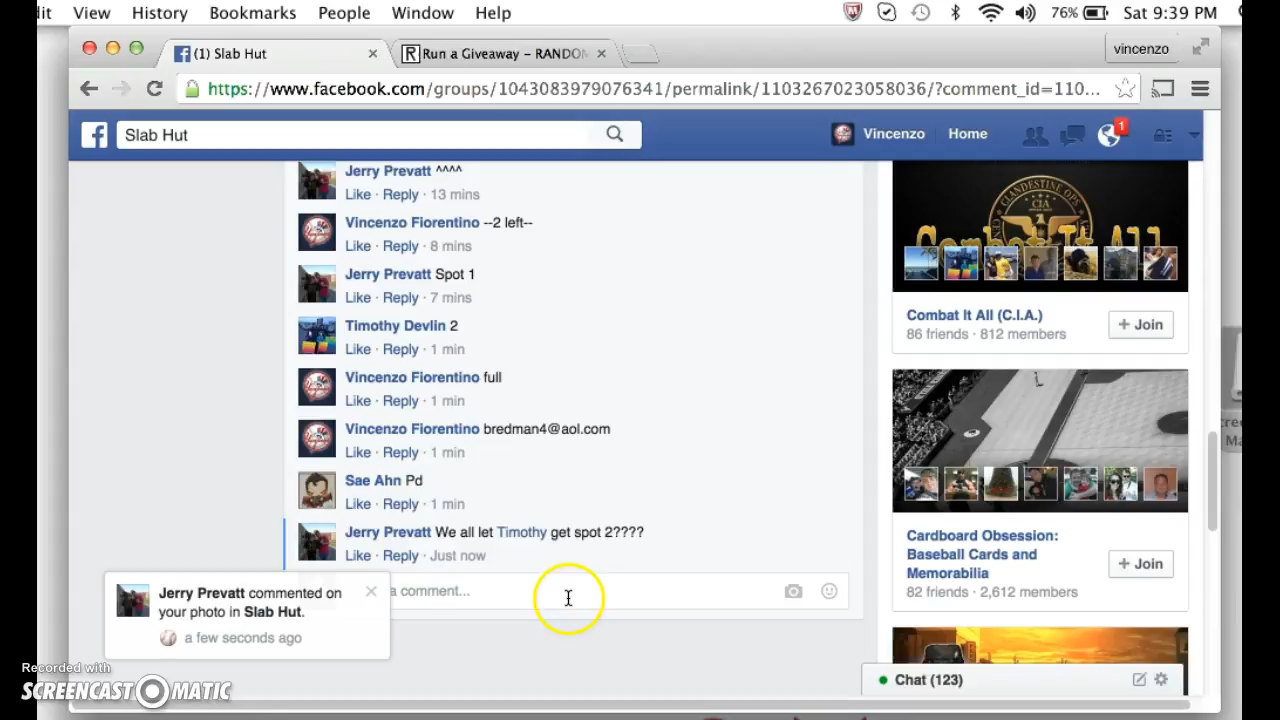 it View History Bookmarks People Window Help 76% Sat 9:39 PM
(1) Slab Hut Run a Giveaway – RANDOM vincenzo
https://www.facebook.com/groups/1043083979076341/permalink/1103267023058036/?comment_id=110...
Slab Hut Vincenzo Home 1
Jerry Prevatt ^^^^
Like · Reply · 13 mins
Vincenzo Fiorentino --2 left--
Like · Reply · 8 mins
Jerry Prevatt Spot 1
Like · Reply · 7 mins
Timothy Devlin 2
Like · Reply · 1 min
Vincenzo Fiorentino full
Like · Reply · 1 min
Vincenzo Fiorentino bredman4@aol.com
Like · Reply · 1 min
Sae Ahn Pd
Like · Reply · 1 min
Jerry Prevatt We all let Timothy get spot 2????
Like · Reply · Just now
a comment...
Jerry Prevatt commented on
your photo in Slab Hut.
a few seconds ago
CLANDESTINE OPS
CIA
Combat It All
Combat It All (C.I.A.)
86 friends · 812 members
+ Join
Cardboard Obsession:
Baseball Cards and
Memorabilia
82 friends · 2,612 members
+ Join
Chat (123)
Recorded with
SCREENCAST O MATIC